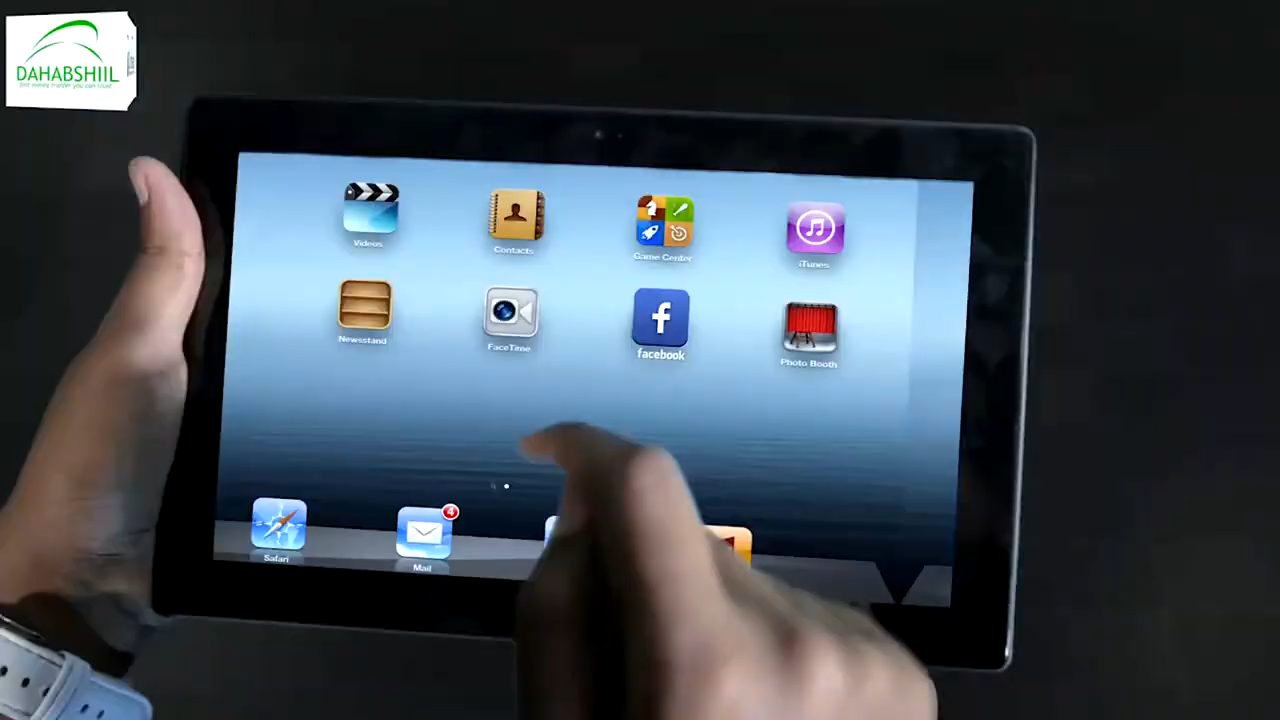 DAHABSHIIL
Videos
Contacts
Game Center
iTunes
Newsstand
FaceTime
f
facebook
Photo Booth
4
Safari
Mail